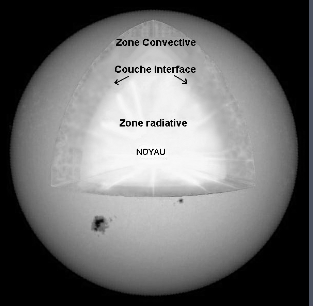 Zone Convective
Couche interface
Zone radiative
NOYAU